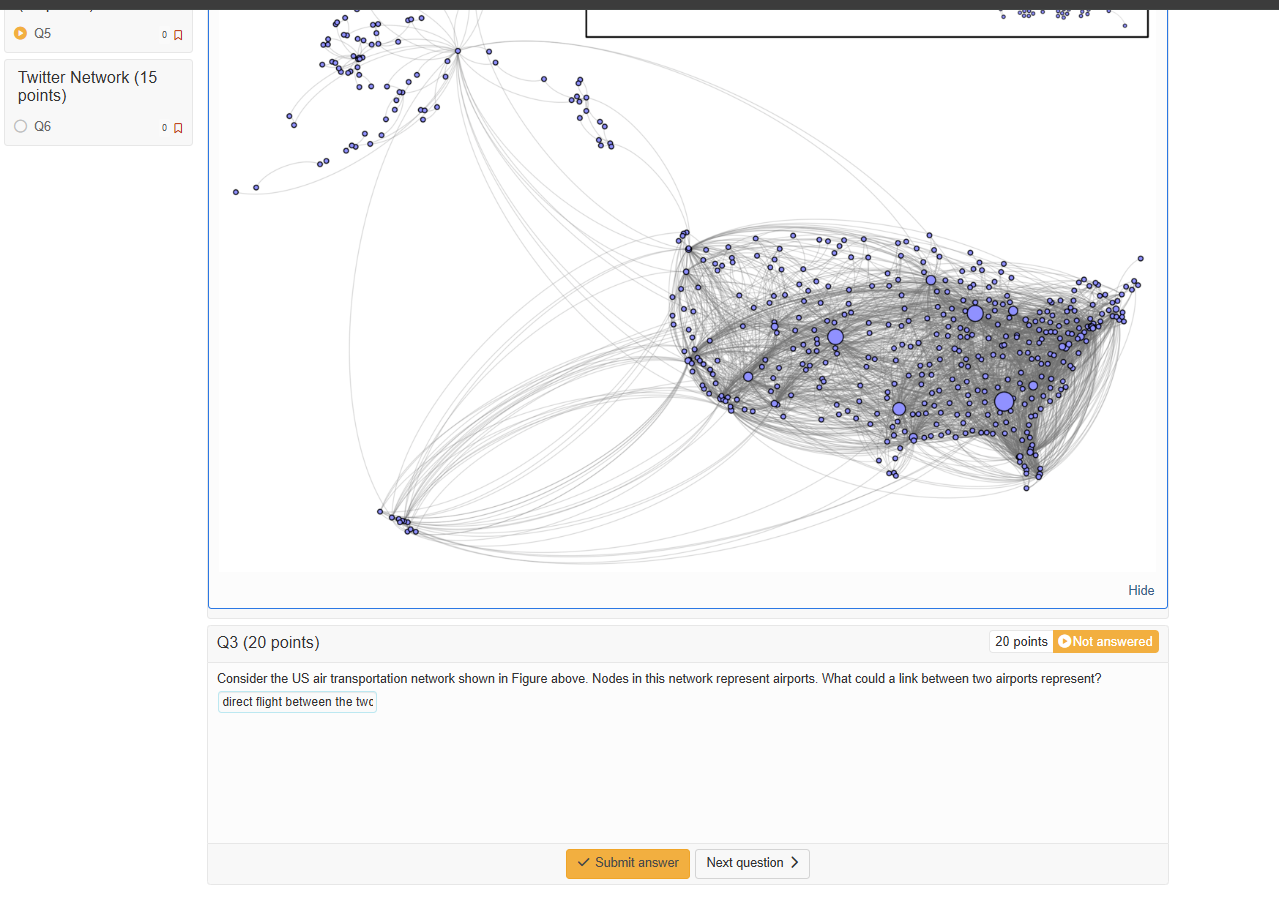 Q5
0
Twitter Network (15
points)
Q6
0
Hide
Q3 (20 points)
20 points
Not answered
Consider the US air transportation network shown in Figure above. Nodes in this network represent airports. What could a link between two airports represent?
direct flight between the twc
Submit answer
Next question